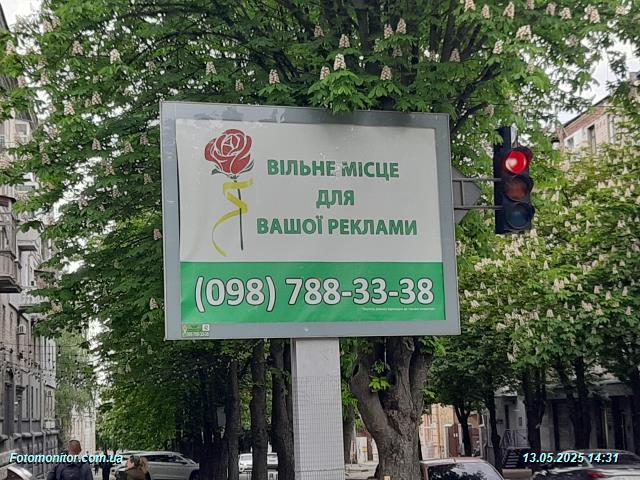 ВІЛЬНЕ МІСЦЕ
ДЛЯ
ВАШОЇ РЕКЛАМИ
(098) 788-33-38
Fotomonitor.com.ua
13.05.2025 14:31